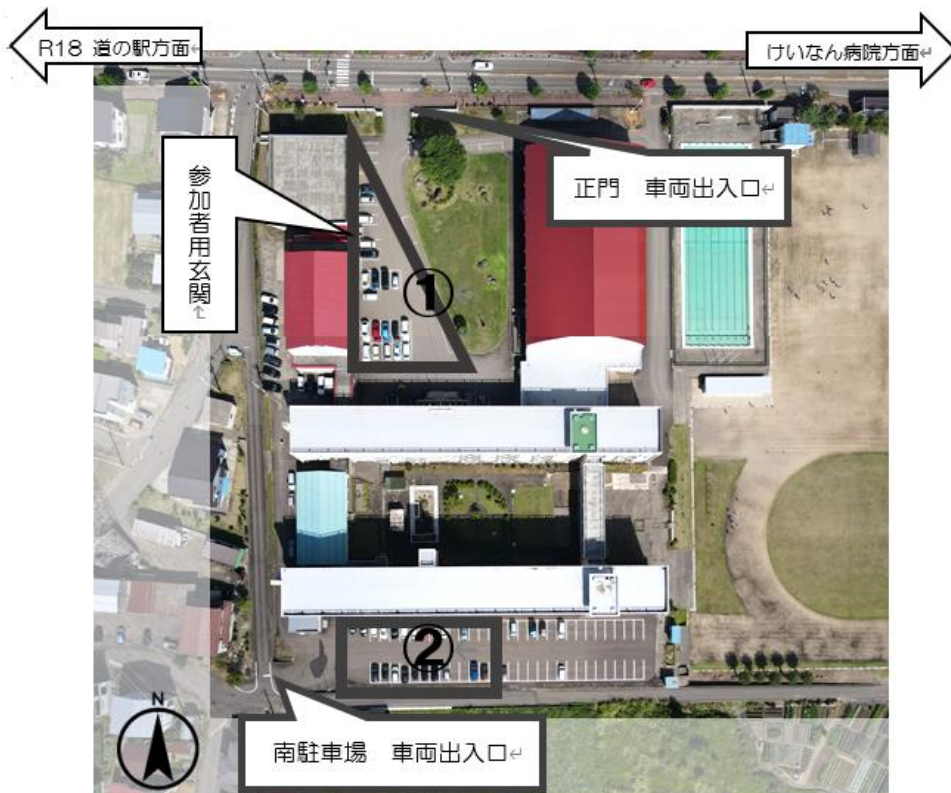 R18 道の駅方面↵
けいなん病院方面↵
参加者用玄関↵
正門　車両出入口↵
①
②
N
南駐車場　車両出入口↵